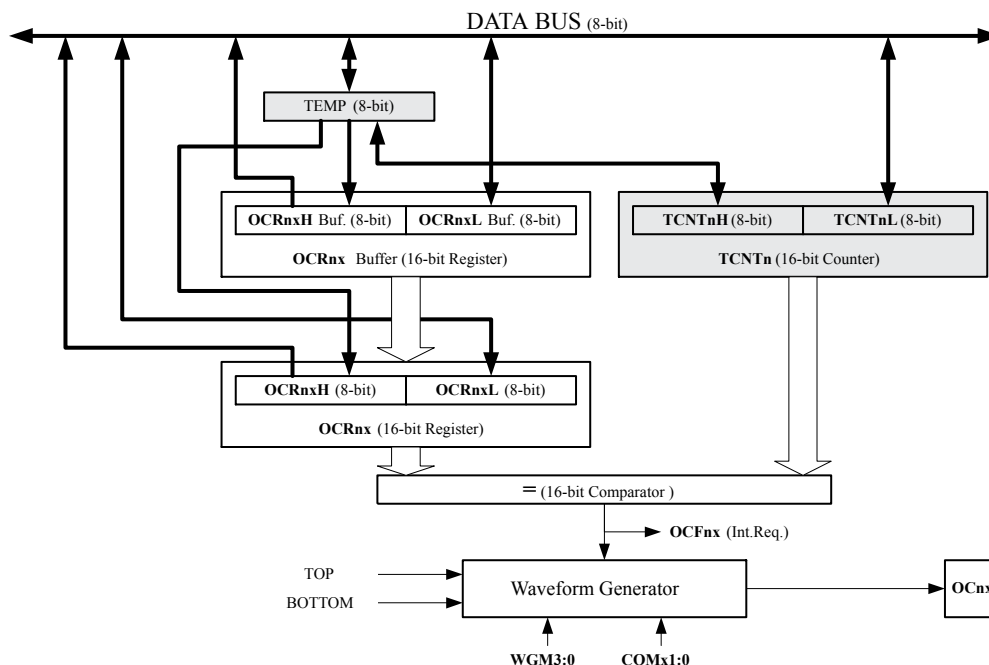 DATA BUS (8-bit)
TEMP (8-bit)
OCRnxH Buf. (8-bit)
OCRnxL Buf. (8-bit)
TCNTnH (8-bit)
TCNTnL (8-bit)
OCRnx Buffer (16-bit Register)
TCNTn (16-bit Counter)
OCRnxH (8-bit)
OCRnxL (8-bit)
OCRnx (16-bit Register)
= (16-bit Comparator )
OCFnx (Int.Req.)
TOP
BOTTOM
Waveform Generator
OCnx
WGM3:0
COMx1:0